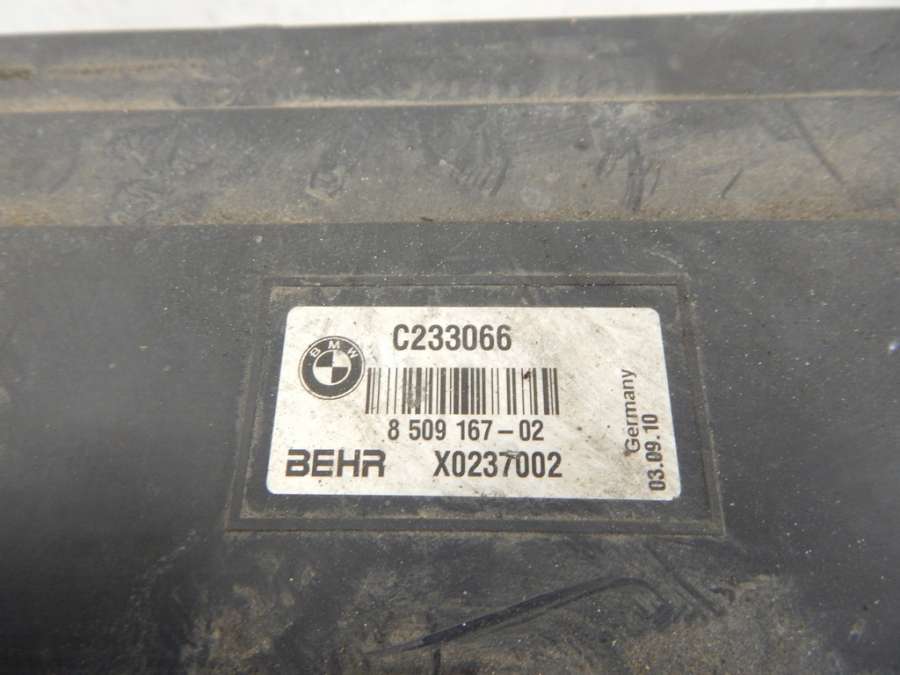 C233066
BMW
8 509 167-02
BEHR X0237002
Germany
03.09.10